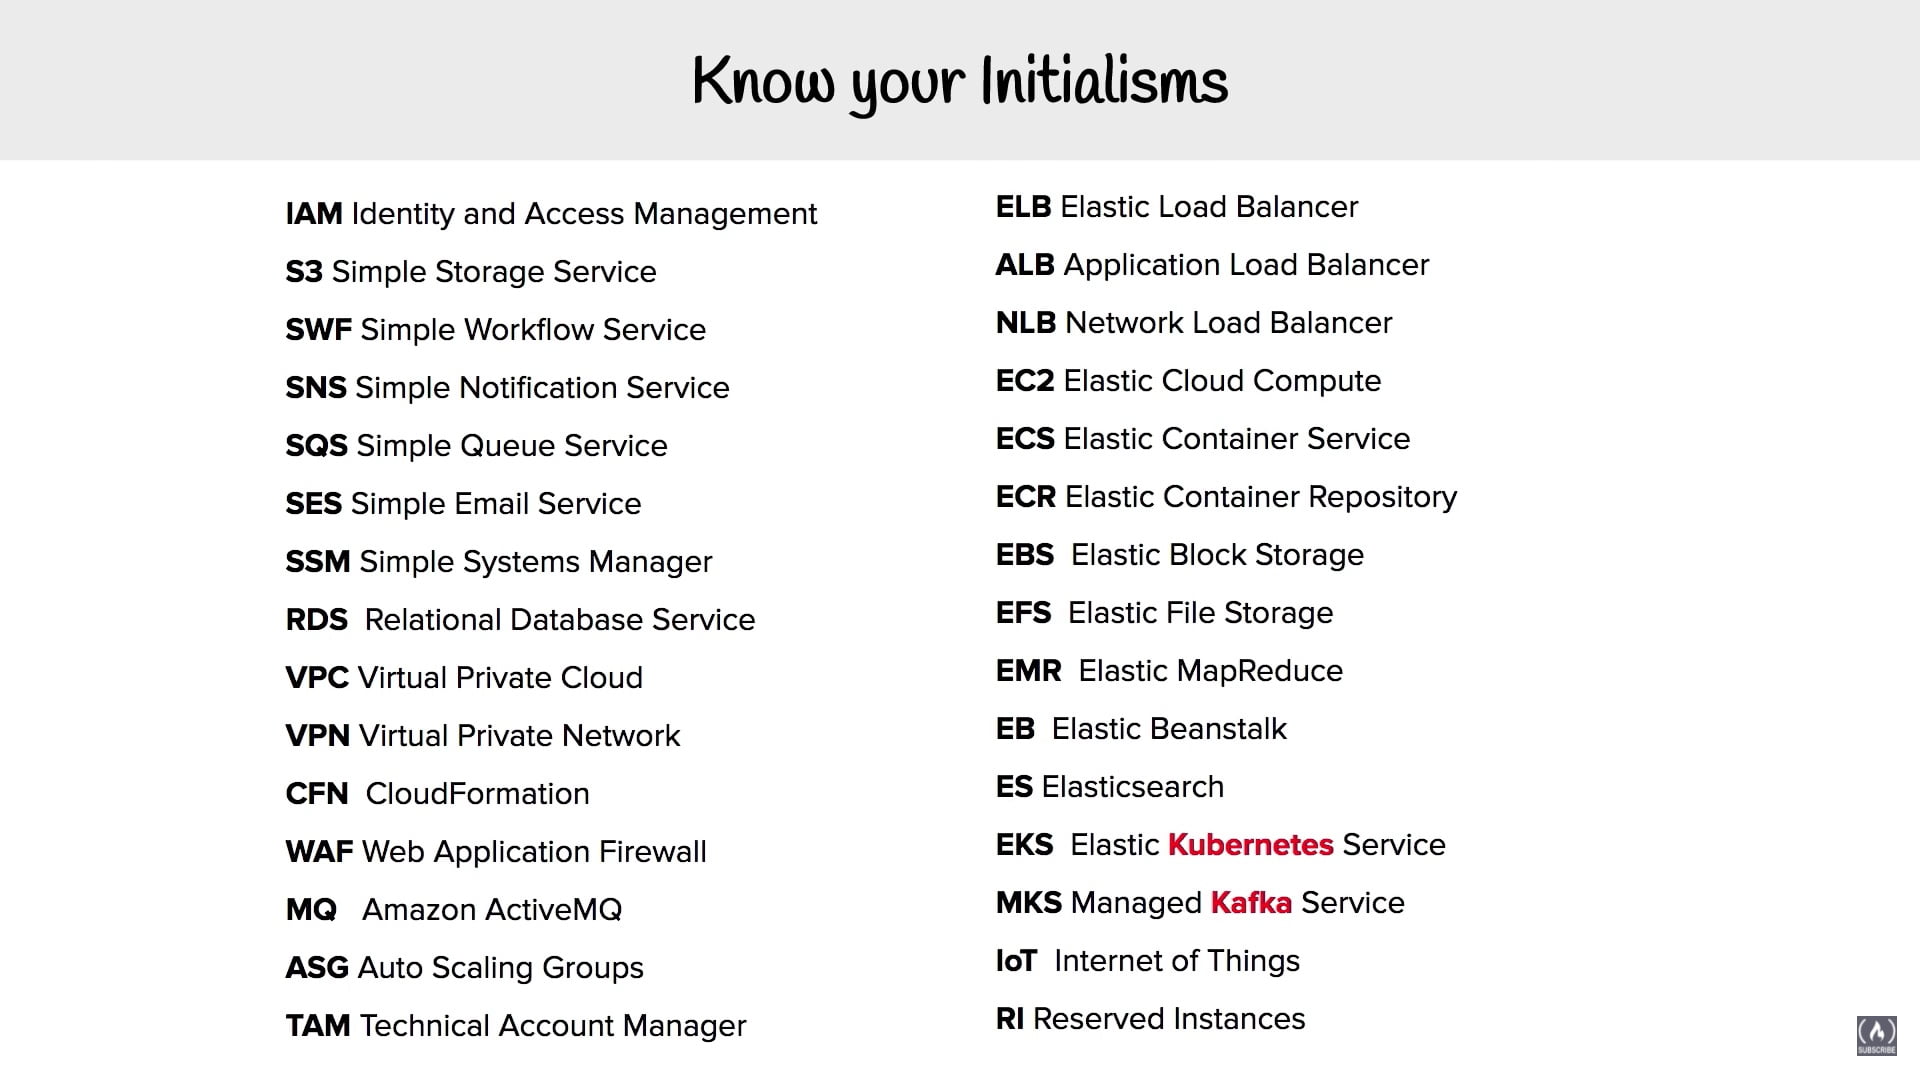 Know your Initialisms
IAM Identity and Access Management
S3 Simple Storage Service
SWF Simple Workflow Service
SNS Simple Notification Service
SQS Simple Queue Service
SES Simple Email Service
SSM Simple Systems Manager
RDS Relational Database Service
VPC Virtual Private Cloud
VPN Virtual Private Network
CFN CloudFormation
WAF Web Application Firewall
MQ Amazon ActiveMQ
ASG Auto Scaling Groups
TAM Technical Account Manager
ELB Elastic Load Balancer
ALB Application Load Balancer
NLB Network Load Balancer
EC2 Elastic Cloud Compute
ECS Elastic Container Service
ECR Elastic Container Repository
EBS Elastic Block Storage
EFS Elastic File Storage
EMR Elastic MapReduce
EB Elastic Beanstalk
ES Elasticsearch
EKS Elastic Kubernetes Service
MKS Managed Kafka Service
IoT Internet of Things
RI Reserved Instances
SUBSCRIBE